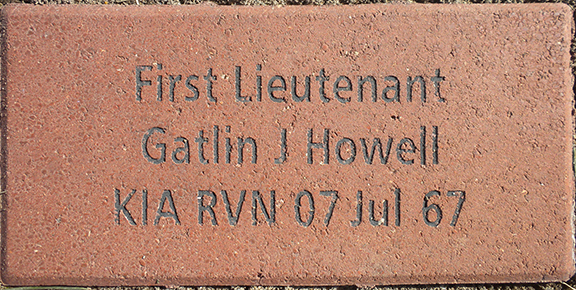 First Lieutenant
Gatlin J Howell
KIA RVN 07 Jul 67